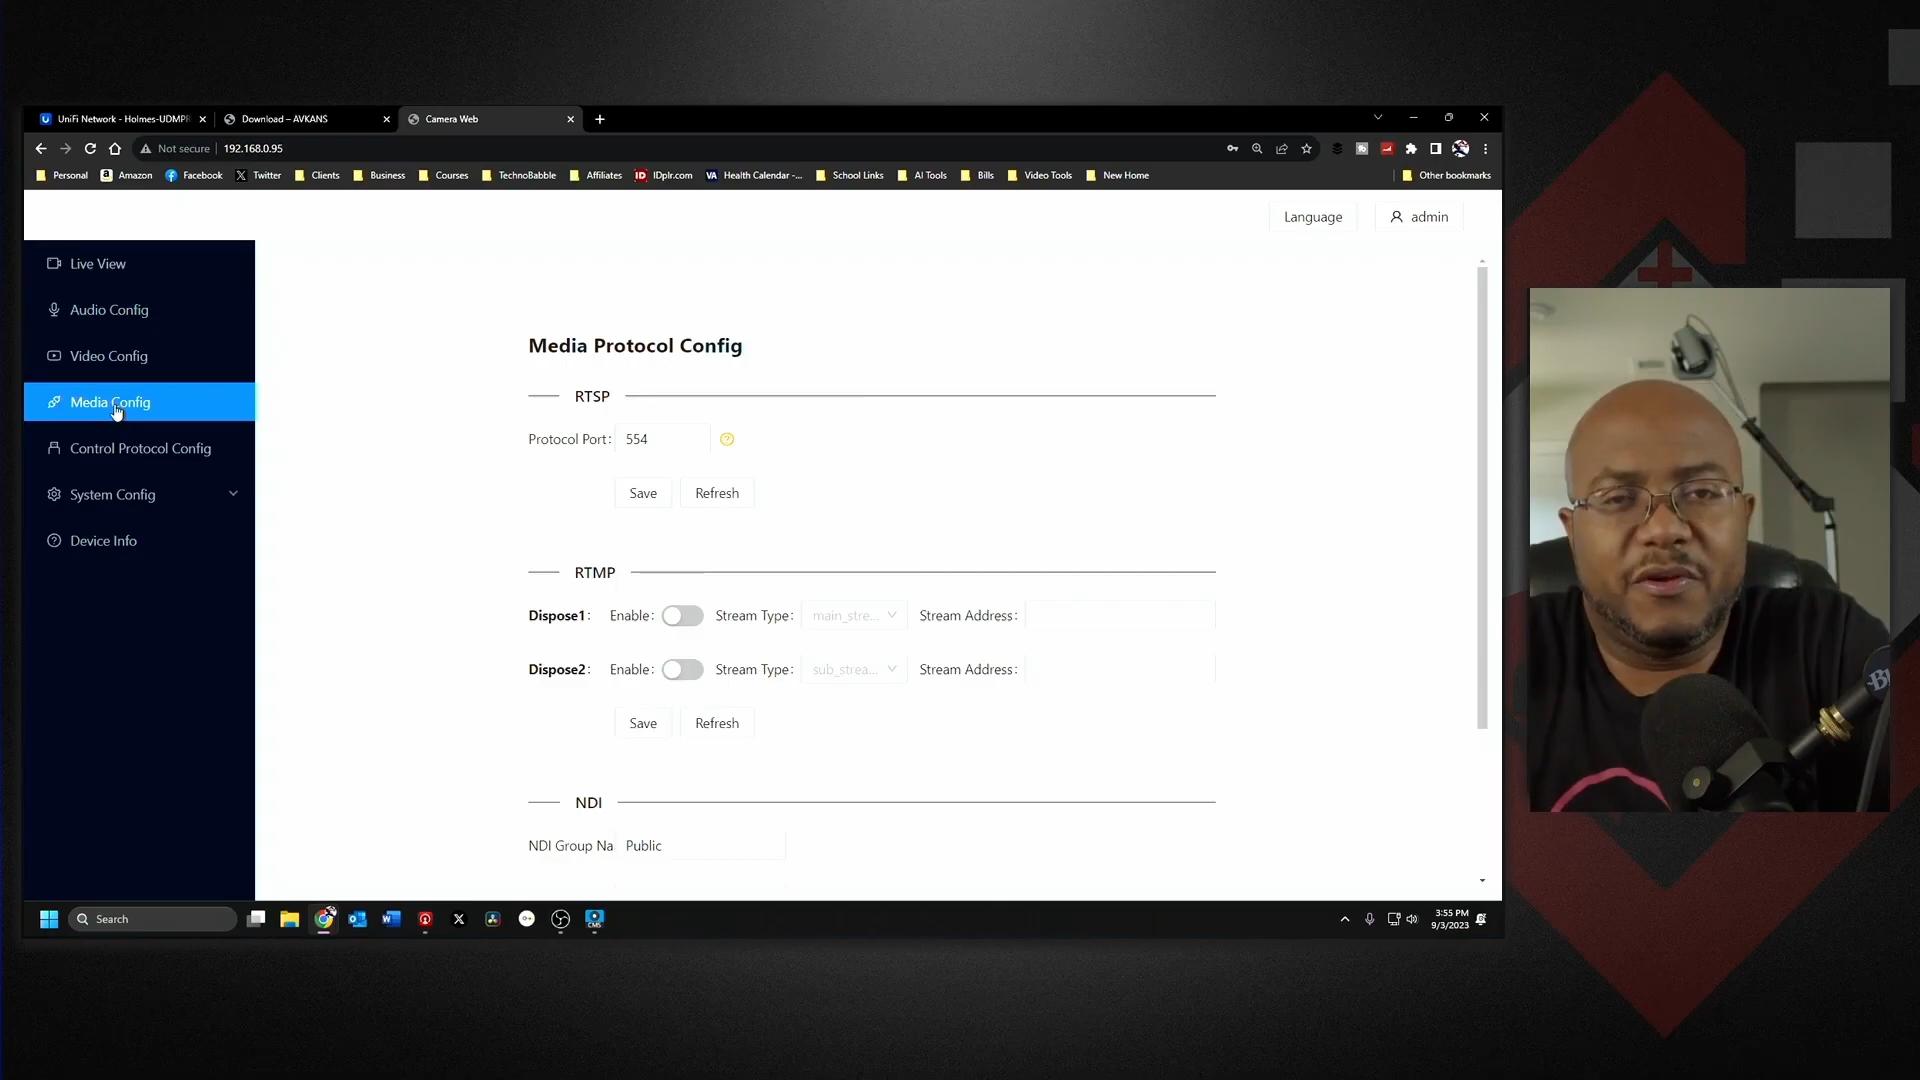 UniFi Network - Holmes-UDMPR
Download – AVKANS
Camera Web
Not secure
192.168.0.95
Personal
Amazon
Facebook
Twitter
Clients
Business
Courses
TechnoBabble
Affiliates
ID
IDplr.com
VA
Health Calendar -...
School Links
AI Tools
Bills
Video Tools
New Home
Other bookmarks
Language
admin
Live View
Audio Config
Video Config
Media Config
Control Protocol Config
System Config
Device Info
Media Protocol Config
RTSP
Protocol Port: 554
Save
Refresh
RTMP
Dispose1: Enable: Stream Type: main_stre... Stream Address:
Dispose2: Enable: Stream Type: sub_strea... Stream Address:
Save
Refresh
NDI
NDI Group Na Public
Search
CMS
3:55 PM
9/3/2023